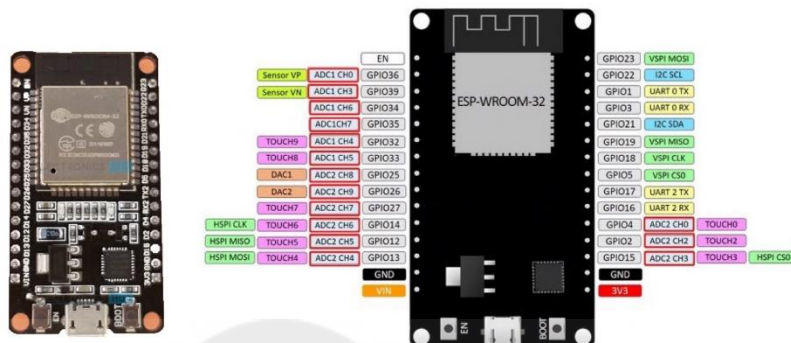 EN GPIO23 VSPI MOSI
Sensor VP ADC1 CH0 GPIO36 GPIO22 I2C SCL
Sensor VN ADC1 CH3 GPIO39 GPIO1 UART 0 TX
ADC1 CH6 GPIO34 GPIO3 UART 0 RX
ADC1CH7 GPIO35 GPIO21 I2C SDA
TOUCH9 ADC1 CH4 GPIO32 GPIO19 VSPI MISO
TOUCH8 ADC1 CH5 GPIO33 GPIO18 VSPI CLK
DAC1 ADC2 CH8 GPIO25 GPIO5 VSPI CS0
DAC2 ADC2 CH9 GPIO26 GPIO17 UART 2 TX
TOUCH7 ADC2 CH7 GPIO27 GPIO16 UART 2 RX
HSPI CLK TOUCH6 ADC2 CH6 GPIO14 GPIO4 ADC2 CH0 TOUCH0
HSPI MISO TOUCH5 ADC2 CH5 GPIO12 GPIO2 ADC2 CH2 TOUCH2
HSPI MOSI TOUCH4 ADC2 CH4 GPIO13 GPIO15 ADC2 CH3 TOUCH3 HSPI CS0
GND GND
VIN 3V3
ESP-WROOM-32
EN BOOT
ESP-WROOM-32
EN BOOT